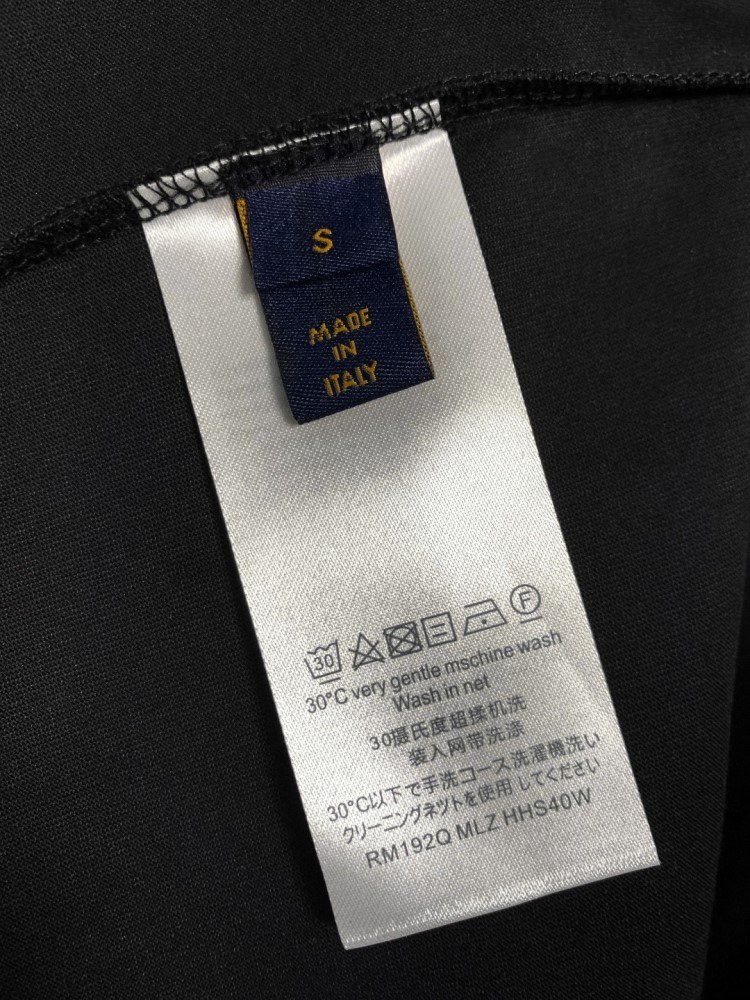 S
MADE
IN
ITALY
30
F
30°C very gentle mschine wash
Wash in net
30摄氏度超揉机洗
装入网带洗涤
30°C以下で手洗コース洗濯機洗い
クリーニングネツトを使用 してください
RM192Q MLZ HHS40W